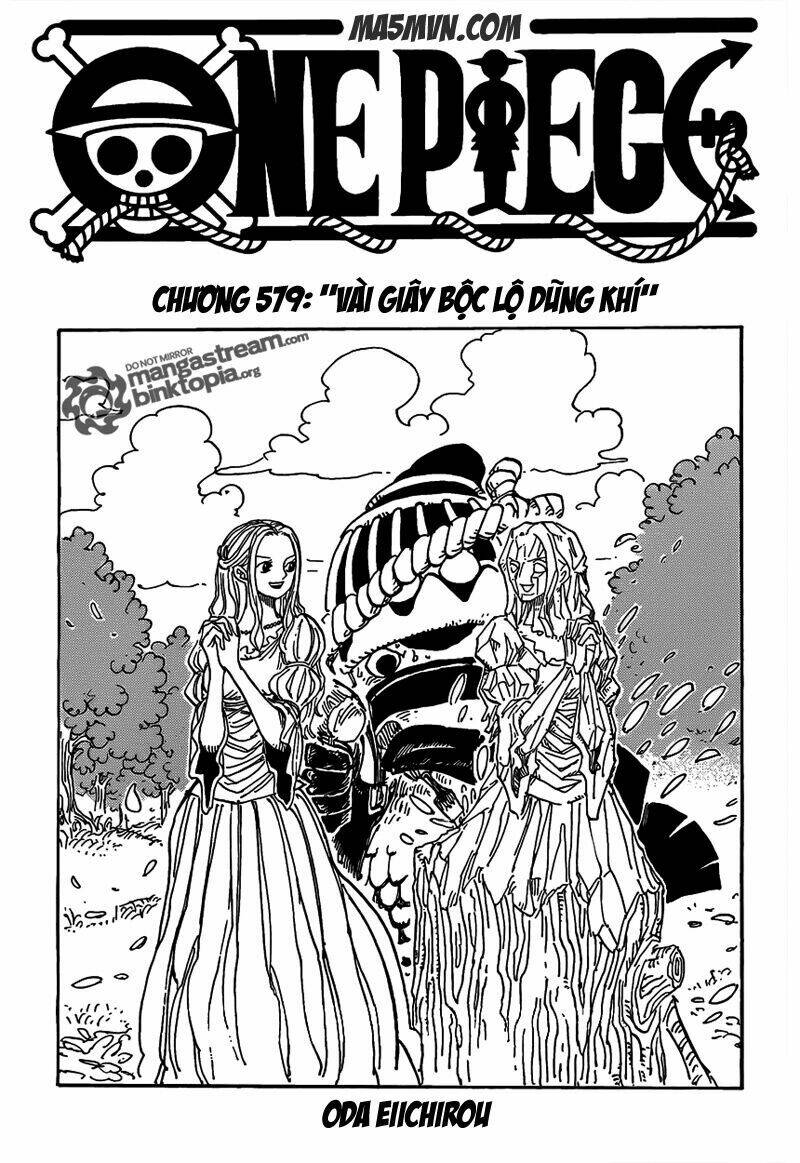 MA5MVN.COM
ONE PIECE
CHƯƠNG 579: "VÀI GIÂY BỘC LỘ DŨNG KHÍ"
DO NOT MIRROR
mangastream.com
binktopia.org
ODA EIICHIROU